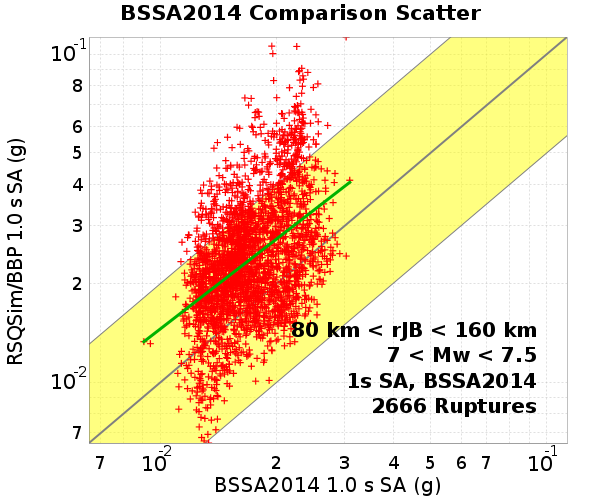 BSSA2014 Comparison Scatter
RSQSim/BBP 1.0 s SA (g)
10⁻¹
8
6
5
4
3
2
10⁻²
7
80 km < rJB < 160 km
7 < Mw < 7.5
1s SA, BSSA2014
2666 Ruptures
7 10⁻² 2 3 4 5 6 7 10⁻¹
BSSA2014 1.0 s SA (g)